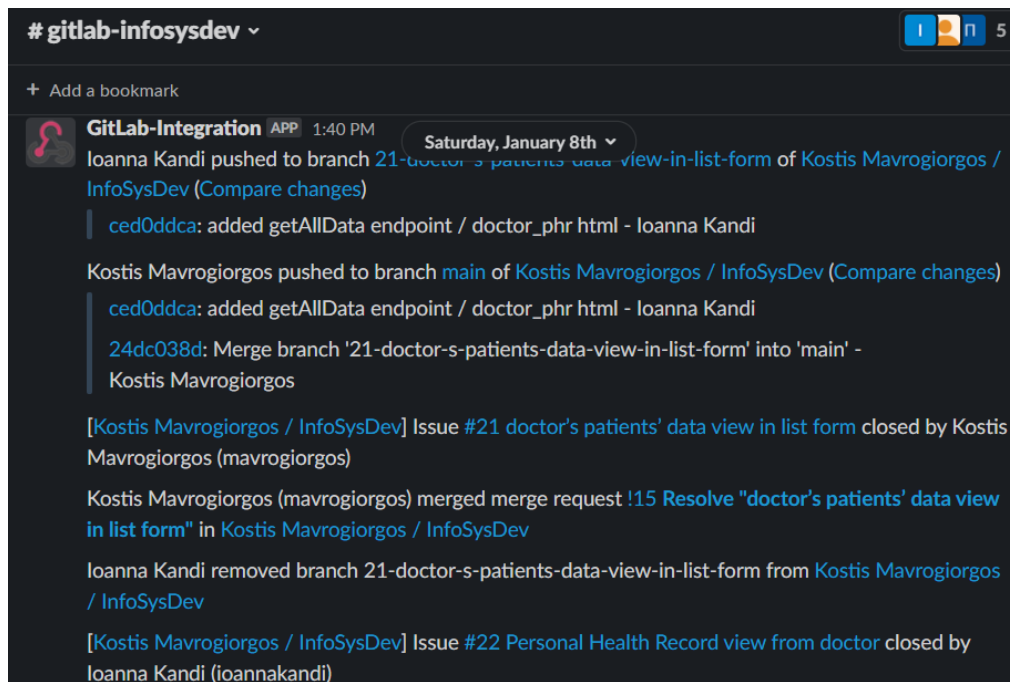 # gitlab-infosysdev
I П 5
+ Add a bookmark
GitLab-Integration APP 1:40 PM
Saturday, January 8th
Ioanna Kandi pushed to branch 21-doctor-s-patients-data-view-in-list-form of Kostis Mavrogiorgos /
InfoSysDev (Compare changes)
ced0ddca: added getAllData endpoint / doctor_phr html - Ioanna Kandi
Kostis Mavrogiorgos pushed to branch main of Kostis Mavrogiorgos / InfoSysDev (Compare changes)
ced0ddca: added getAllData endpoint / doctor_phr html - Ioanna Kandi
24dc038d: Merge branch '21-doctor-s-patients-data-view-in-list-form' into 'main' -
Kostis Mavrogiorgos
[Kostis Mavrogiorgos / InfoSysDev] Issue #21 doctor's patients' data view in list form closed by Kostis
Mavrogiorgos (mavrogiorgos)
Kostis Mavrogiorgos (mavrogiorgos) merged merge request !15 Resolve "doctor's patients' data view
in list form" in Kostis Mavrogiorgos / InfoSysDev
Ioanna Kandi removed branch 21-doctor-s-patients-data-view-in-list-form from Kostis Mavrogiorgos
/ InfoSysDev
[Kostis Mavrogiorgos / InfoSysDev] Issue #22 Personal Health Record view from doctor closed by
Ioanna Kandi (ioannakandi)